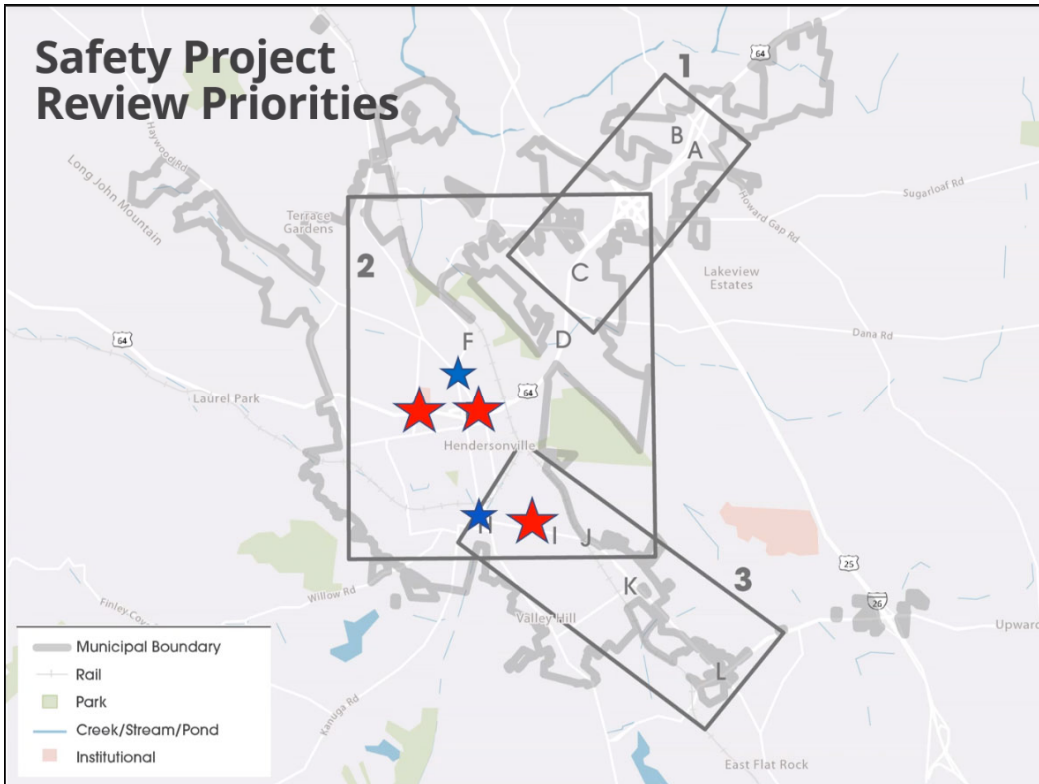 Safety Project
Review Priorities
64
1
B
A
Haywood Rd
Long John Mountain
Sugarloaf Rd
Terrace
Gardens
Howard Gap Rd
2
C
Lakeview
Estates
64
F
D
Dana Rd
64
Laurel Park
Hendersonville
I
J
25
3
K
26
Willow Rd
Valley Hill
Upward
L
Kanuga Rd
East Flat Rock
Municipal Boundary
Rail
Park
Creek/Stream/Pond
Institutional